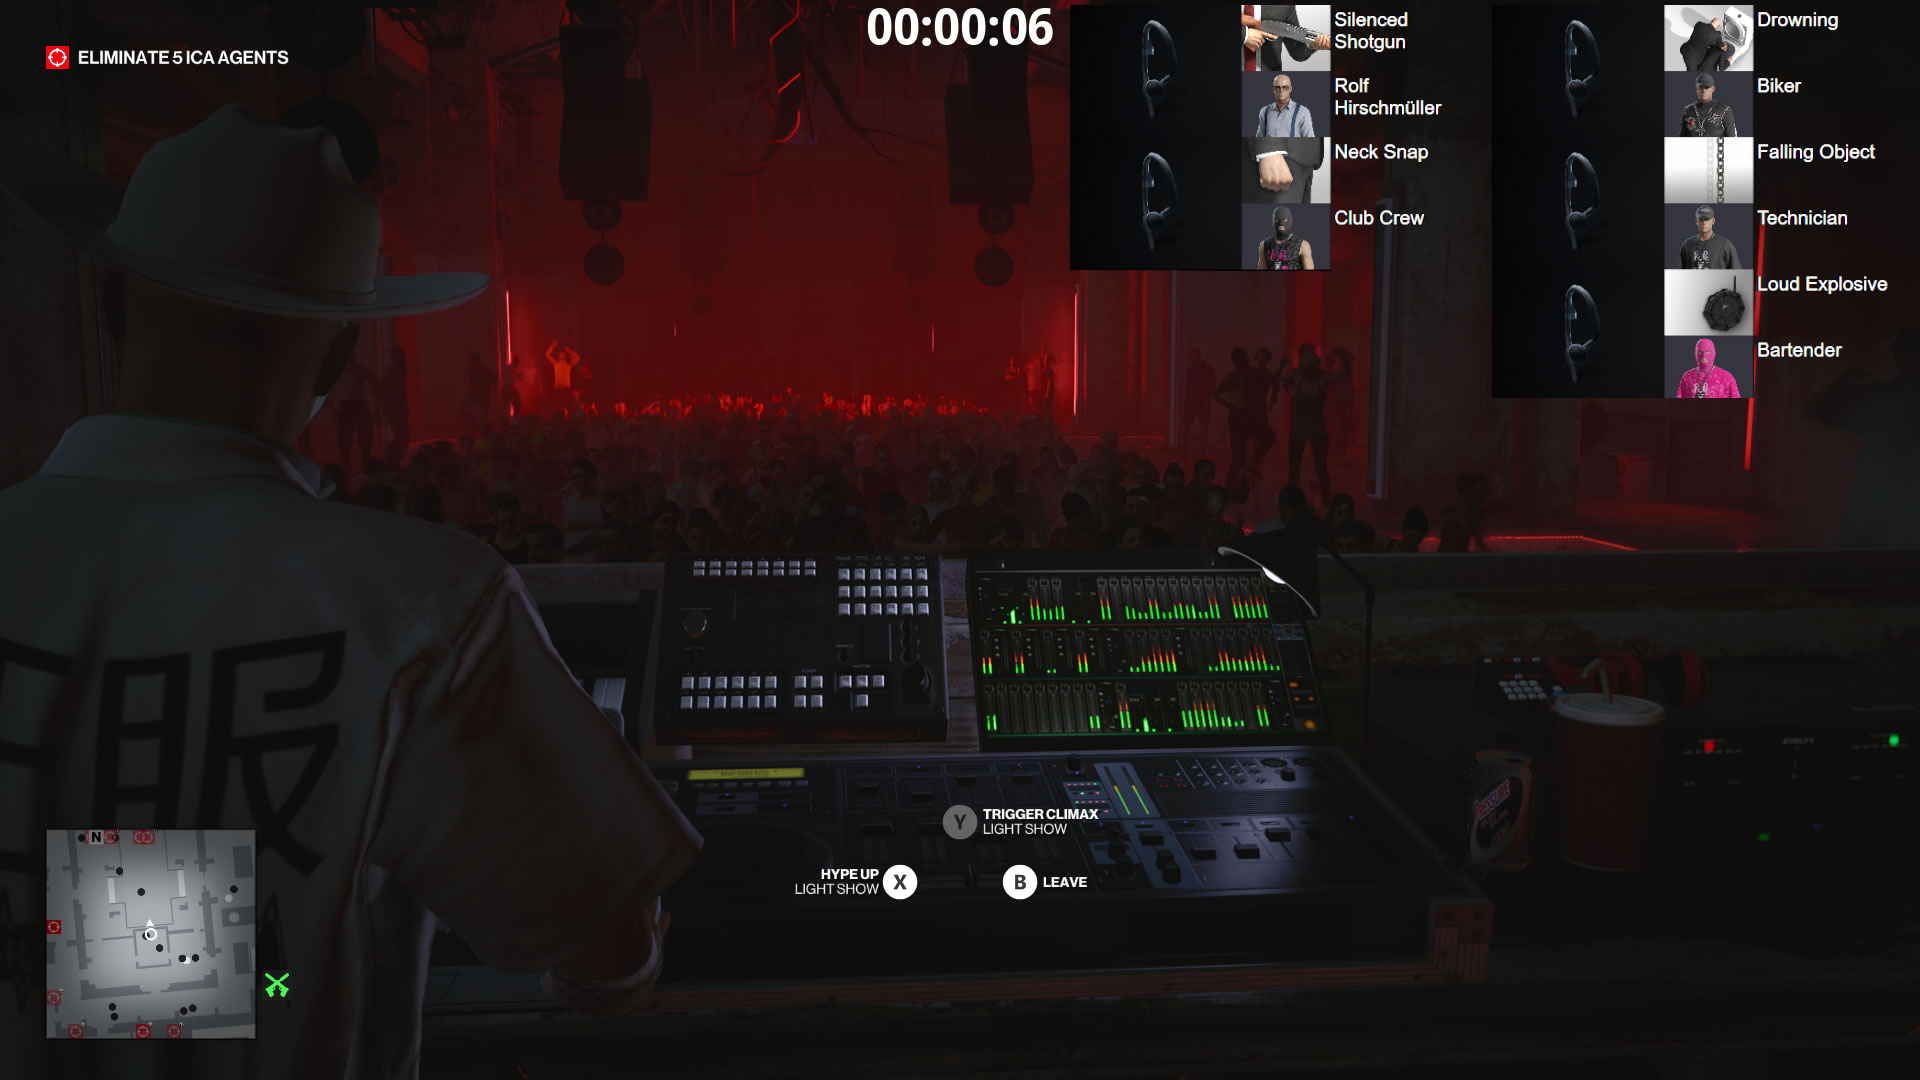 00:00:06
ELIMINATE 5 ICA AGENTS
Silenced
Shotgun
Rolf
Hirschmüller
Neck Snap
Club Crew
Drowning
Biker
Falling Object
Technician
Loud Explosive
Bartender
服
Y TRIGGER CLIMAX
LIGHT SHOW
HYPE UP
LIGHT SHOW X
B LEAVE
N